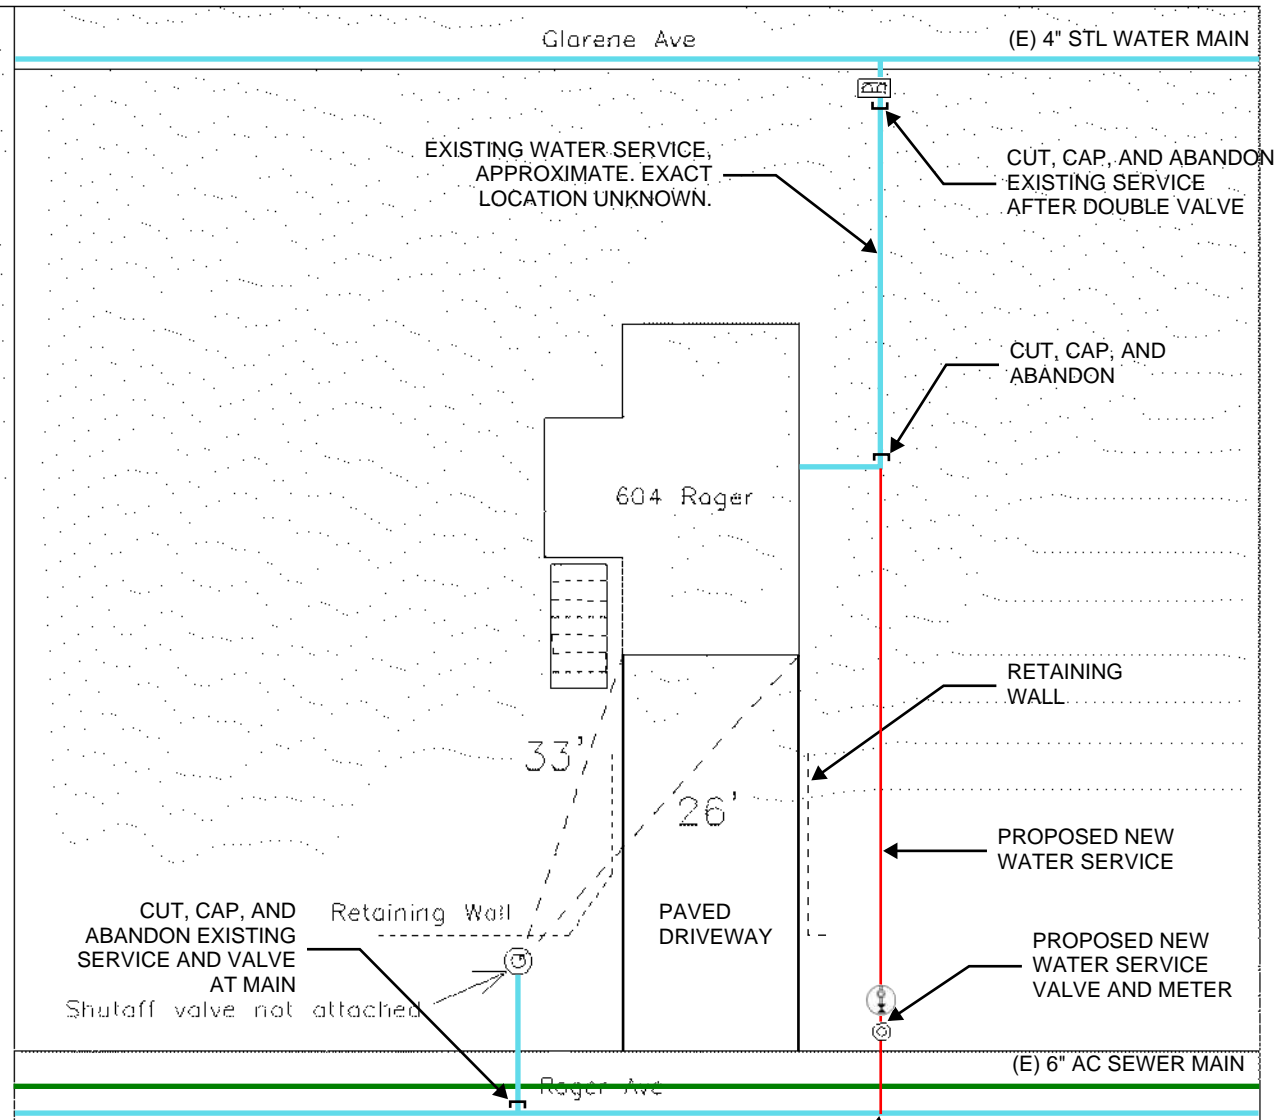 Glarene Ave
(E) 4" STL WATER MAIN
EXISTING WATER SERVICE,
APPROXIMATE. EXACT
LOCATION UNKNOWN.
CUT, CAP, AND ABANDON
EXISTING SERVICE
AFTER DOUBLE VALVE
CUT, CAP, AND
ABANDON
604 Rager
RETAINING
WALL
33'
26'
PROPOSED NEW
WATER SERVICE
CUT, CAP, AND
ABANDON EXISTING
SERVICE AND VALVE
AT MAIN
Retaining Wall
PAVED
DRIVEWAY
PROPOSED NEW
WATER SERVICE
VALVE AND METER
Shutoff valve not attached
(E) 6" AC SEWER MAIN
Rager Ave